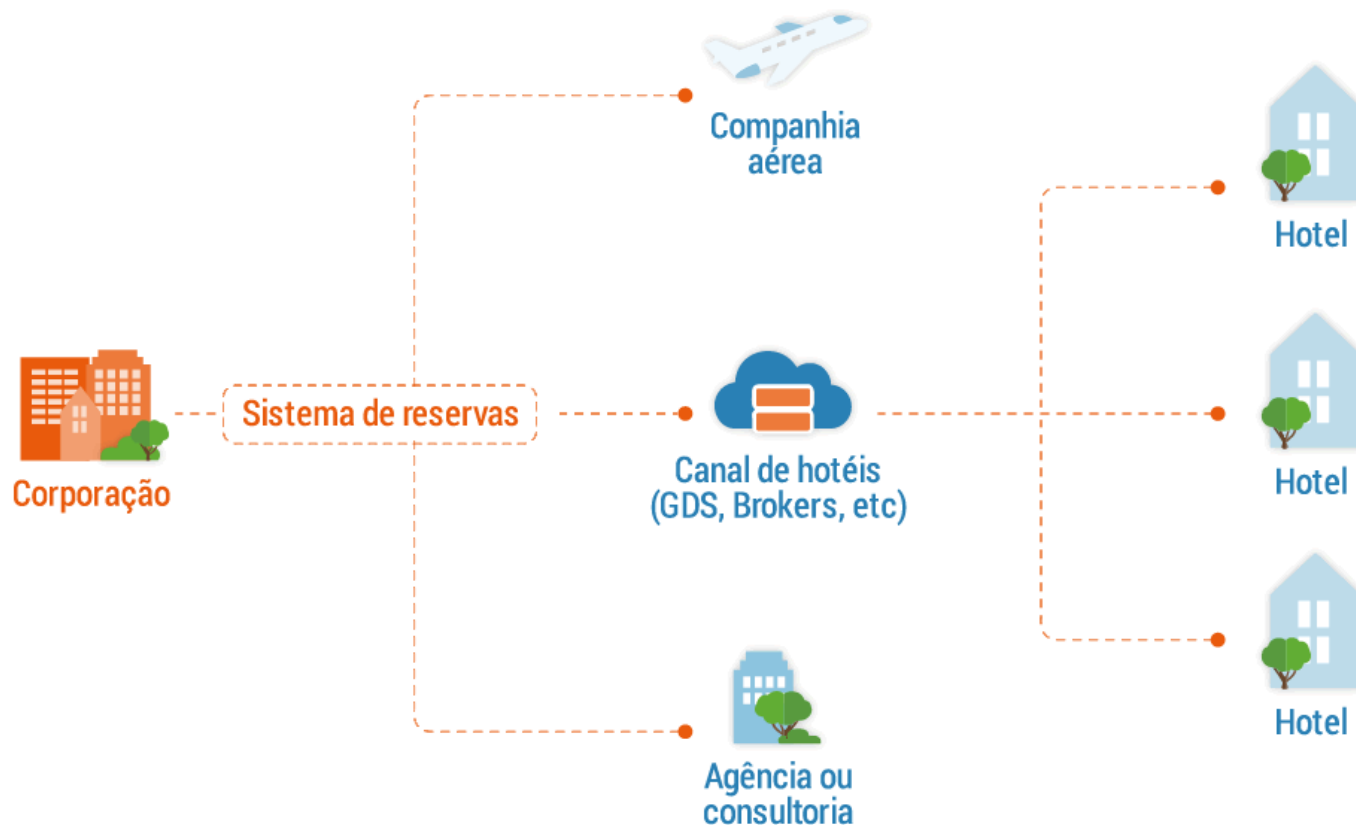 Companhia
aérea
Hotel
Corporação
Sistema de reservas
Canal de hotéis
(GDS, Brokers, etc)
Hotel
Agência ou
consultoria
Hotel